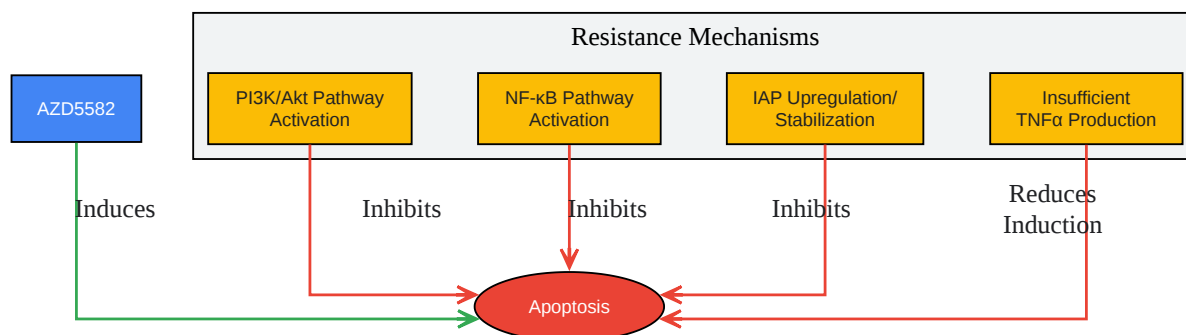 Resistance Mechanisms
AZD5582
PI3K/Akt Pathway
Activation
NF-κB Pathway
Activation
IAP Upregulation/
Stabilization
Insufficient
TNFα Production
Induces
Inhibits
Inhibits
Inhibits
Reduces
Induction
Apoptosis